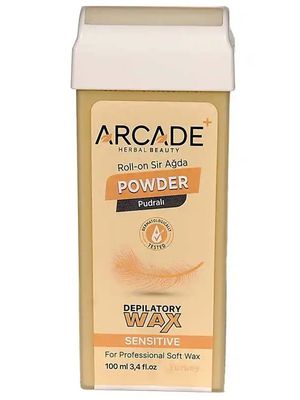 ARCADE+
HERBAL BEAUTY
Roll-on Sir Ağda
POWDER
Pudralı
DERMATOLOGICALLY
TESTED
DEPILATORY
WAX
SENSITIVE
For Professional Soft Wax
100 ml 3,4 fl.oz